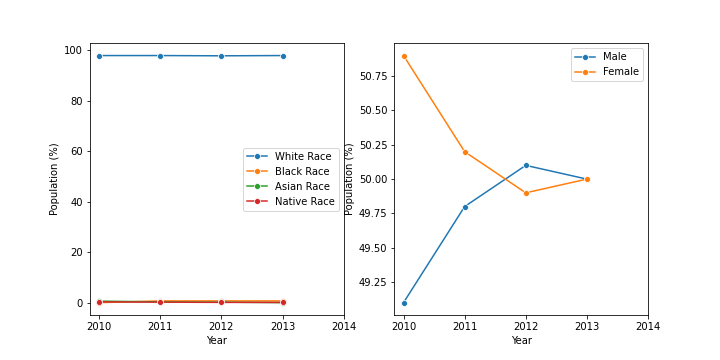 100
80
60
40
20
0
Population (%)
White Race
Black Race
Asian Race
Native Race
2010 2011 2012 2013 2014
Year
50.75
50.50
50.25
50.00
49.75
49.50
49.25
Population (%)
Male
Female
2010 2011 2012 2013 2014
Year